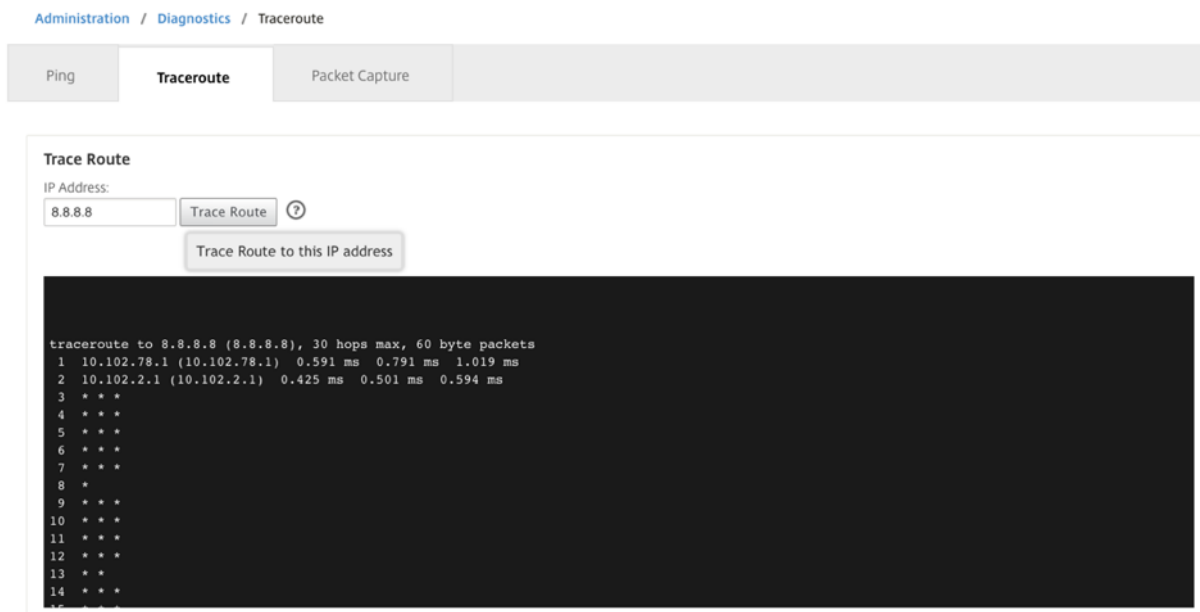 Administration / Diagnostics / Traceroute
Ping Traceroute Packet Capture
Trace Route
IP Address:
8.8.8.8 Trace Route ?
Trace Route to this IP address
traceroute to 8.8.8.8 (8.8.8.8), 30 hops max, 60 byte packets
1 10.102.78.1 (10.102.78.1) 0.591 ms 0.791 ms 1.019 ms
2 10.102.2.1 (10.102.2.1) 0.425 ms 0.501 ms 0.594 ms
3 * * *
4 * * *
5 * * *
6 * * *
7 * * *
8 *
9 * * *
10 * * *
11 * * *
12 * * *
13 * *
14 * * *
15 * * *